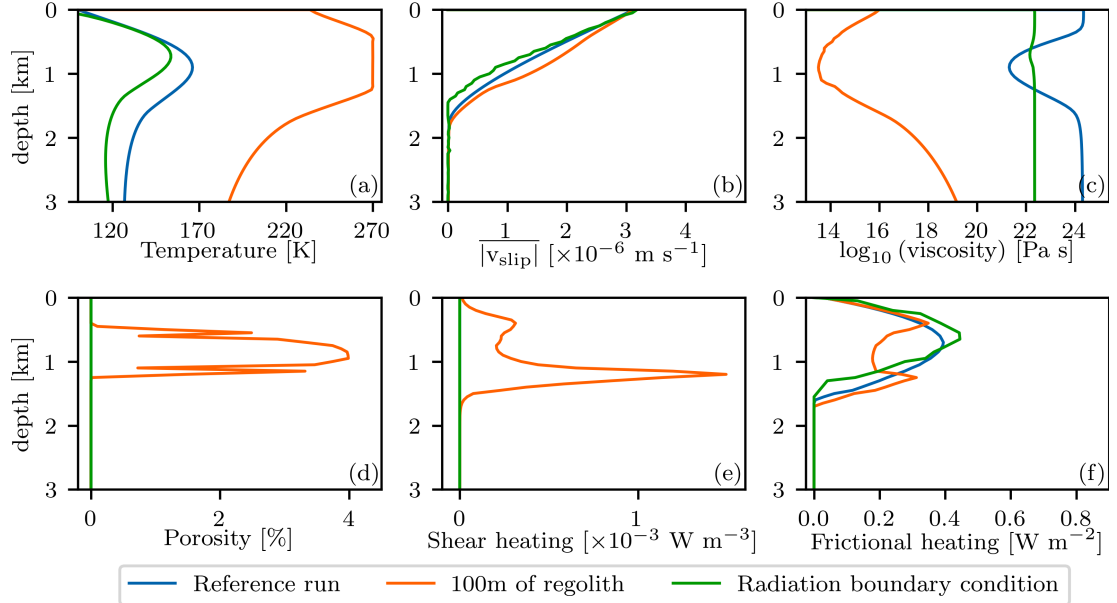 0
1
2
3
depth [km]
120
170
220
270
Temperature [K]
(a)
0
1
2
3
0
1
2
3
4
|v_slip| [×10⁻⁶ m s⁻¹]
(b)
0
1
2
3
14
16
18
20
22
24
log₁₀ (viscosity) [Pa s]
(c)
0
1
2
3
depth [km]
0
2
4
Porosity [%]
(d)
0
1
2
3
0
1
Shear heating [×10⁻³ W m⁻³]
(e)
0
1
2
3
0.0
0.2
0.4
0.6
0.8
Frictional heating [W m⁻²]
(f)
Reference run
100m of regolith
Radiation boundary condition